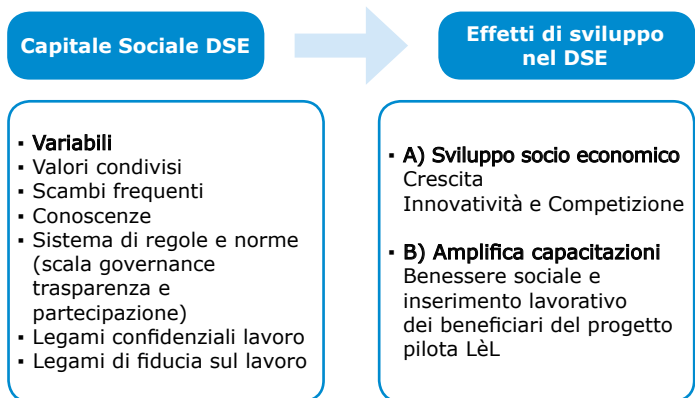 Capitale Sociale DSE
Effetti di sviluppo
nel DSE
▪ Variabili
▪ Valori condivisi
▪ Scambi frequenti
▪ Conoscenze
▪ Sistema di regole e norme
(scala governance
trasparenza e
partecipazione)
▪ Legami confidenziali lavoro
▪ Legami di fiducia sul lavoro
▪ A) Sviluppo socio economico
Crescita
Innovatività e Competizione
▪ B) Amplifica capacitazioni
Benessere sociale e
inserimento lavorativo
dei beneficiari del progetto
pilota LèL